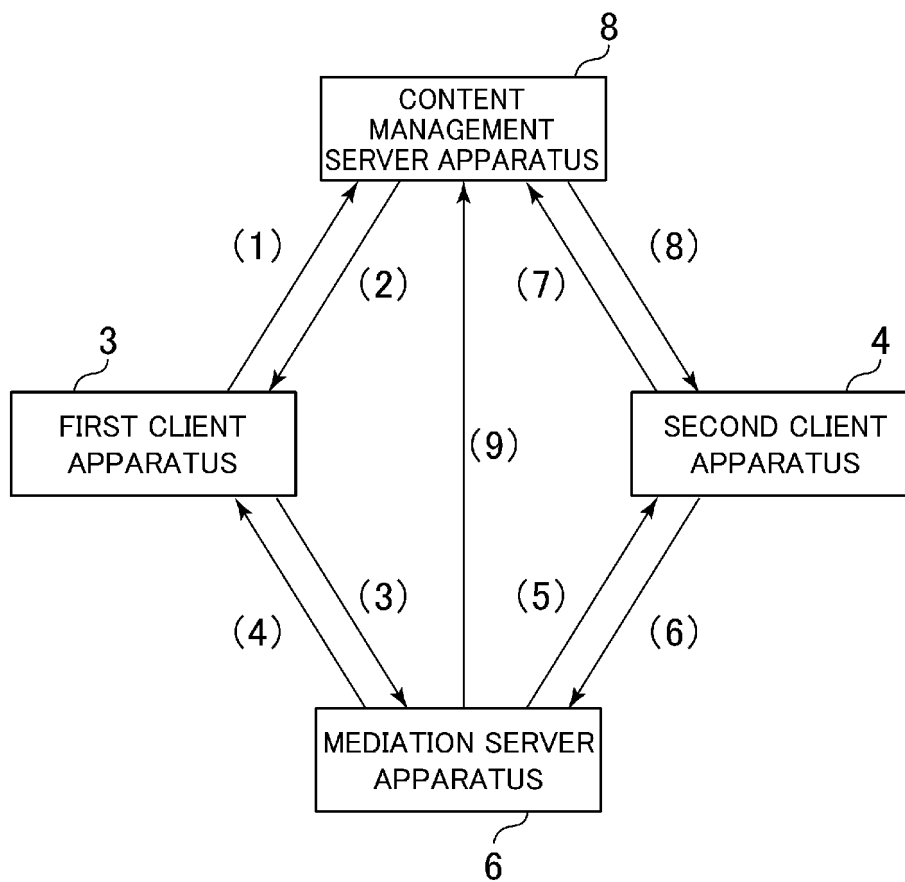 8
CONTENT
MANAGEMENT
SERVER APPARATUS
(1)
(2)
(7)
(8)
3
4
FIRST CLIENT
APPARATUS
(9)
SECOND CLIENT
APPARATUS
(3)
(4)
(5)
(6)
MEDIATION SERVER
APPARATUS
6